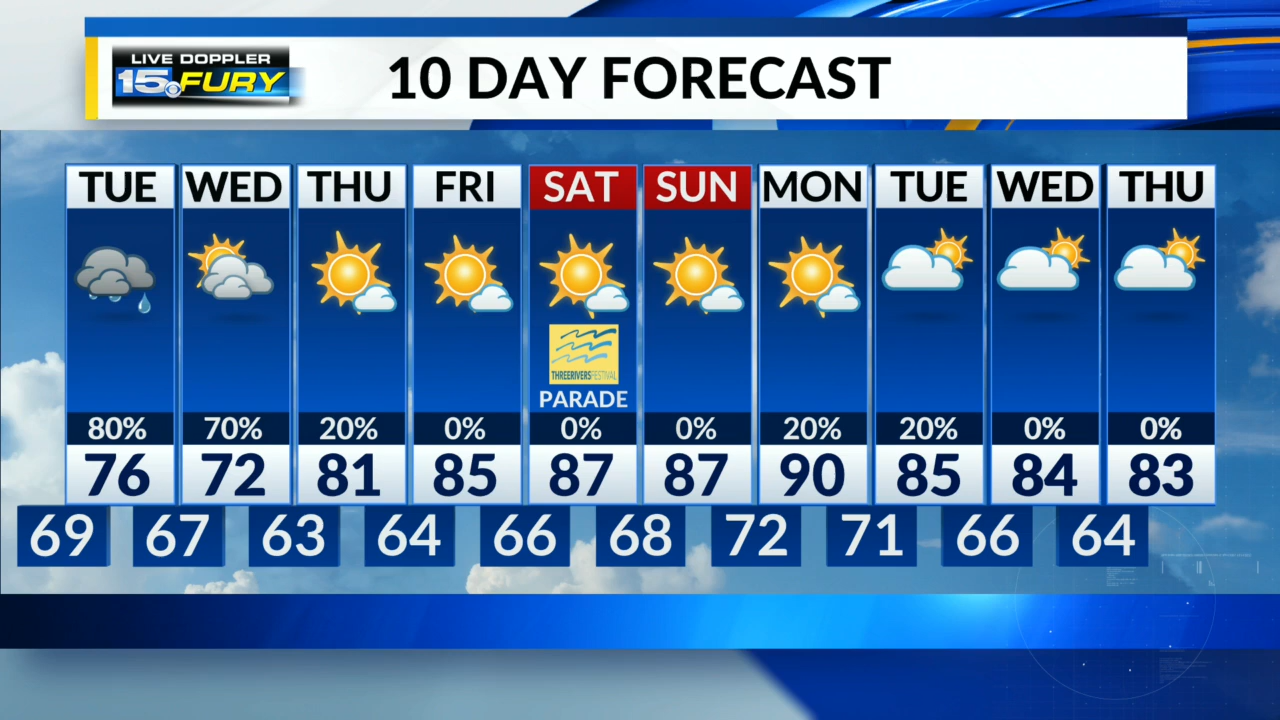 LIVE DOPPLER
15 FURY
10 DAY FORECAST
TUE WED THU FRI SAT SUN MON TUE WED THU
THREERIVERSFESTIVAL
PARADE
80% 70% 20% 0% 0% 0% 20% 20% 0% 0%
76 72 81 85 87 87 90 85 84 83
69 67 63 64 66 68 72 71 66 64